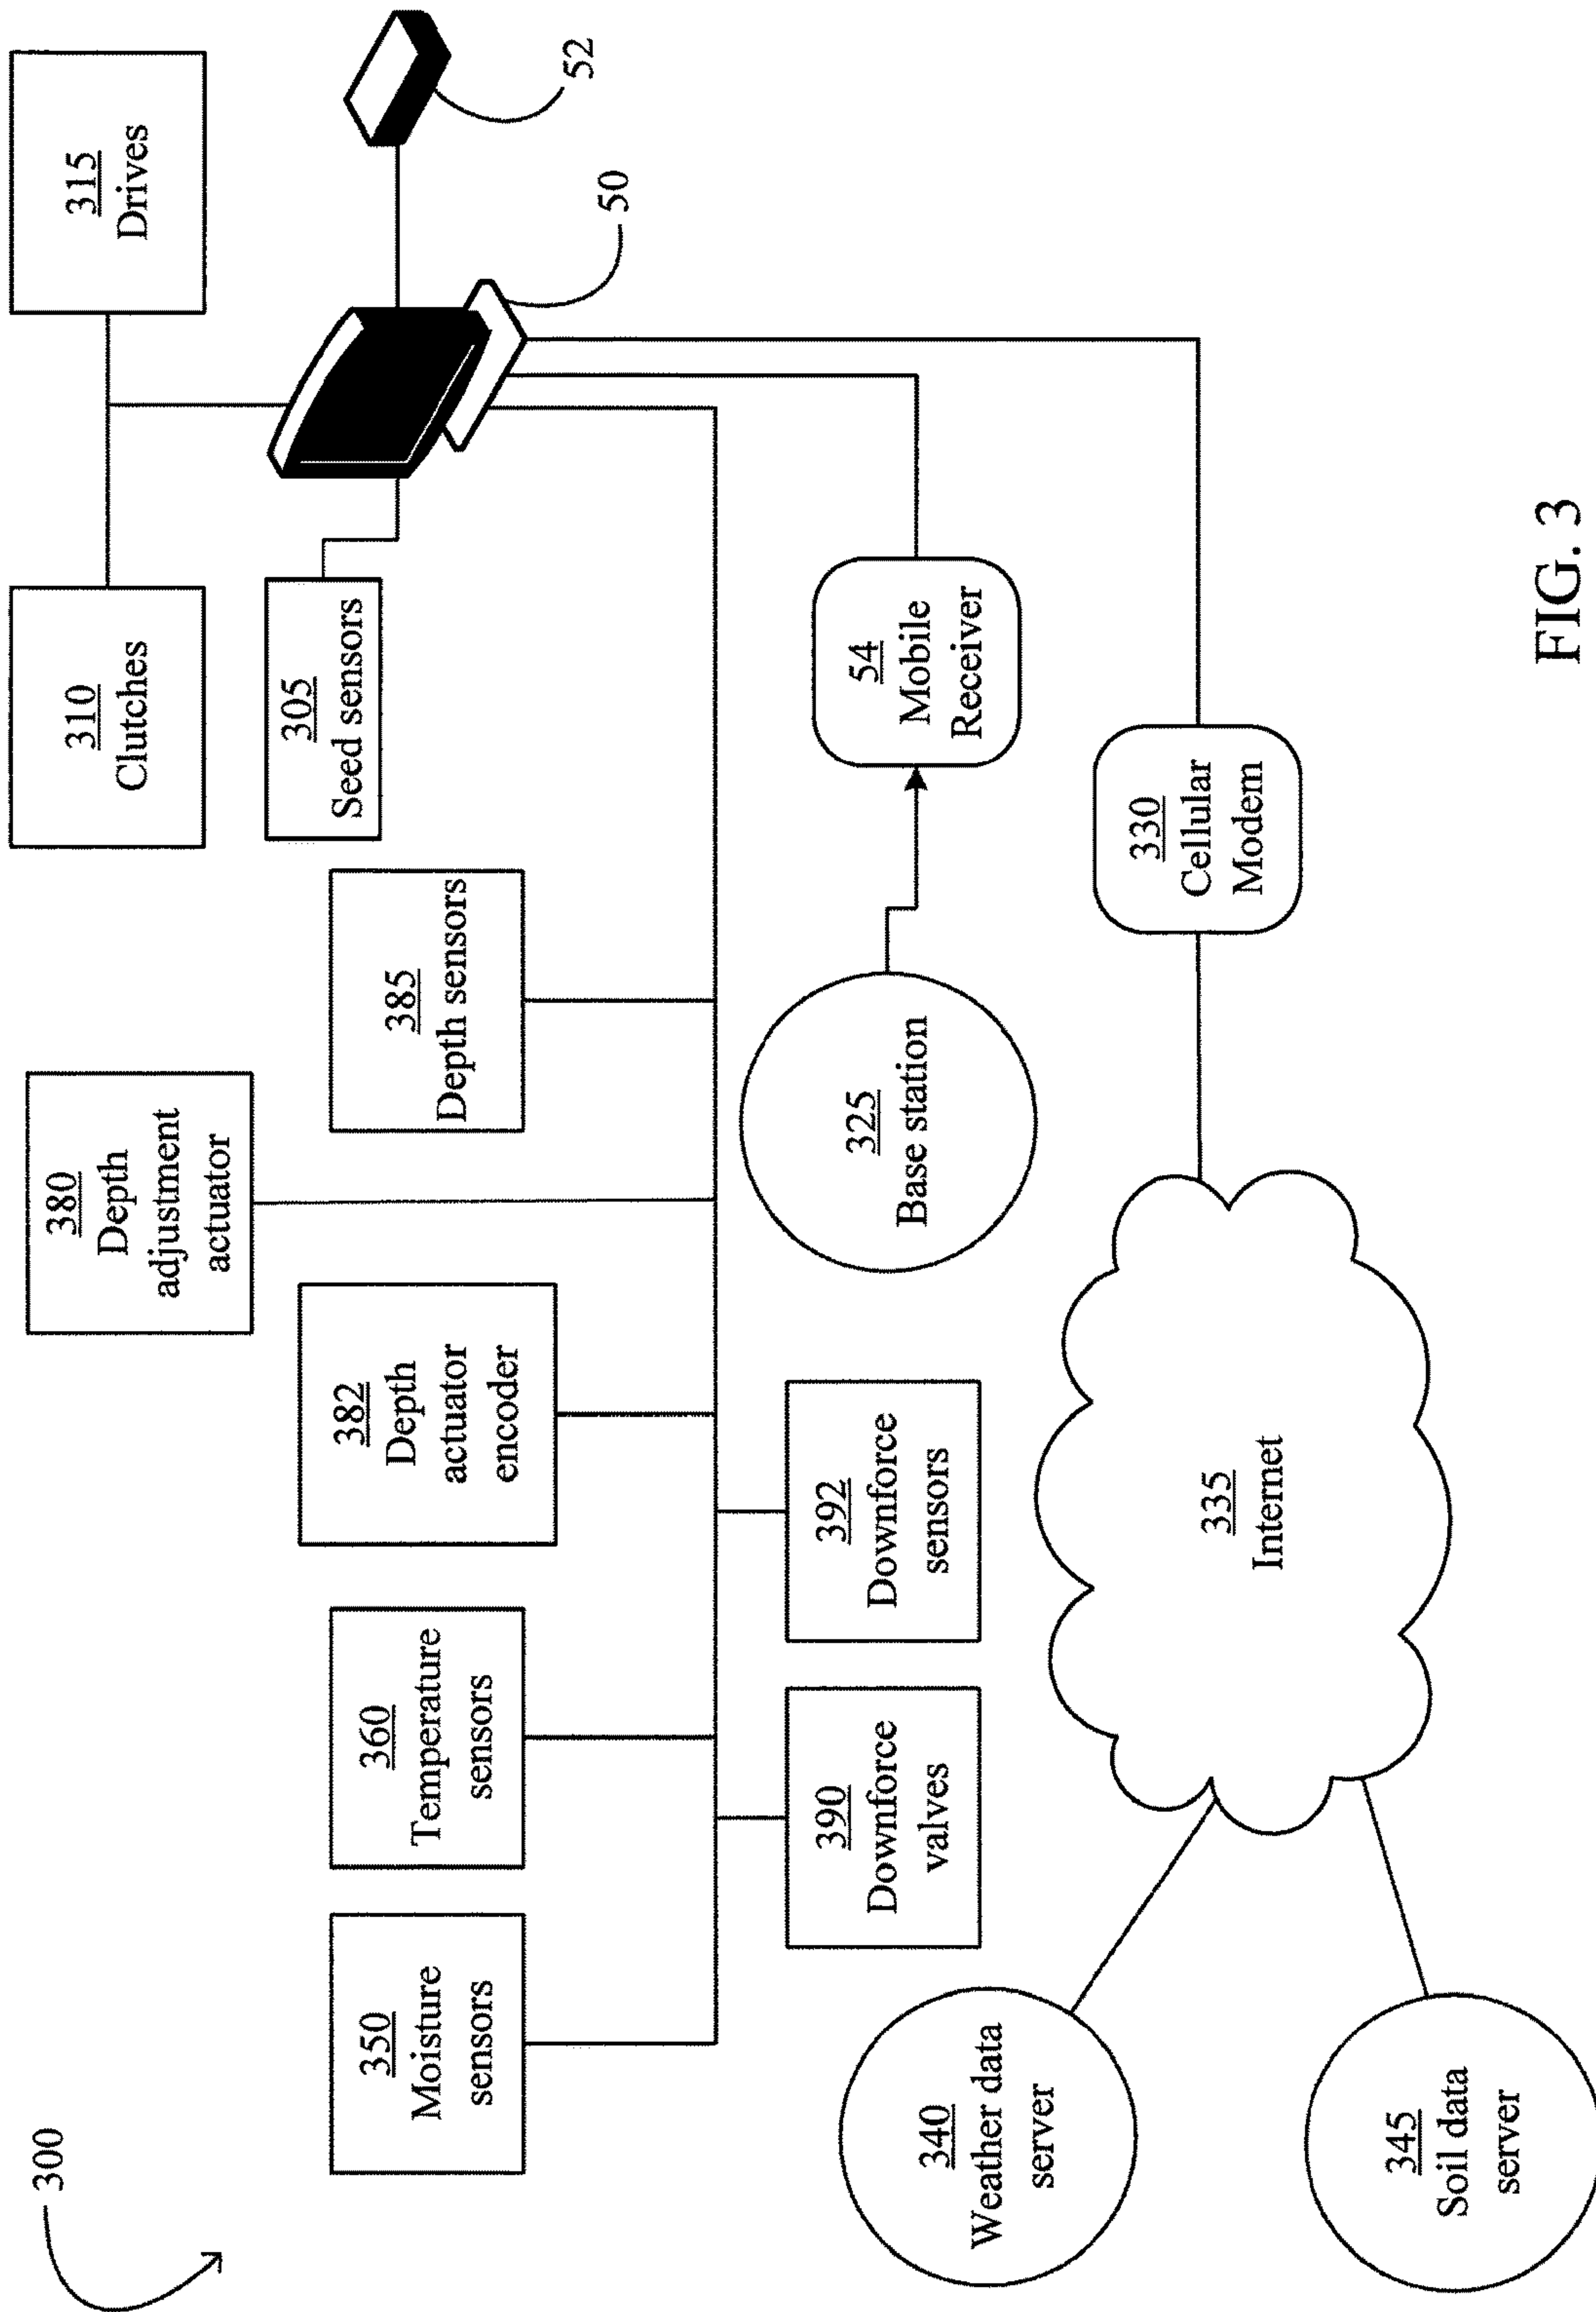 300
350
Moisture
sensors
360
Temperature
sensors
382
Depth
actuator
encoder
380
Depth
adjustment
actuator
385
Depth sensors
310
Clutches
315
Drives
305
Seed sensors
52
50
390
Downforce
valves
392
Downforce
sensors
325
Base station
54
Mobile
Receiver
330
Cellular
Modem
335
Internet
340
Weather data
server
345
Soil data
server
FIG. 3